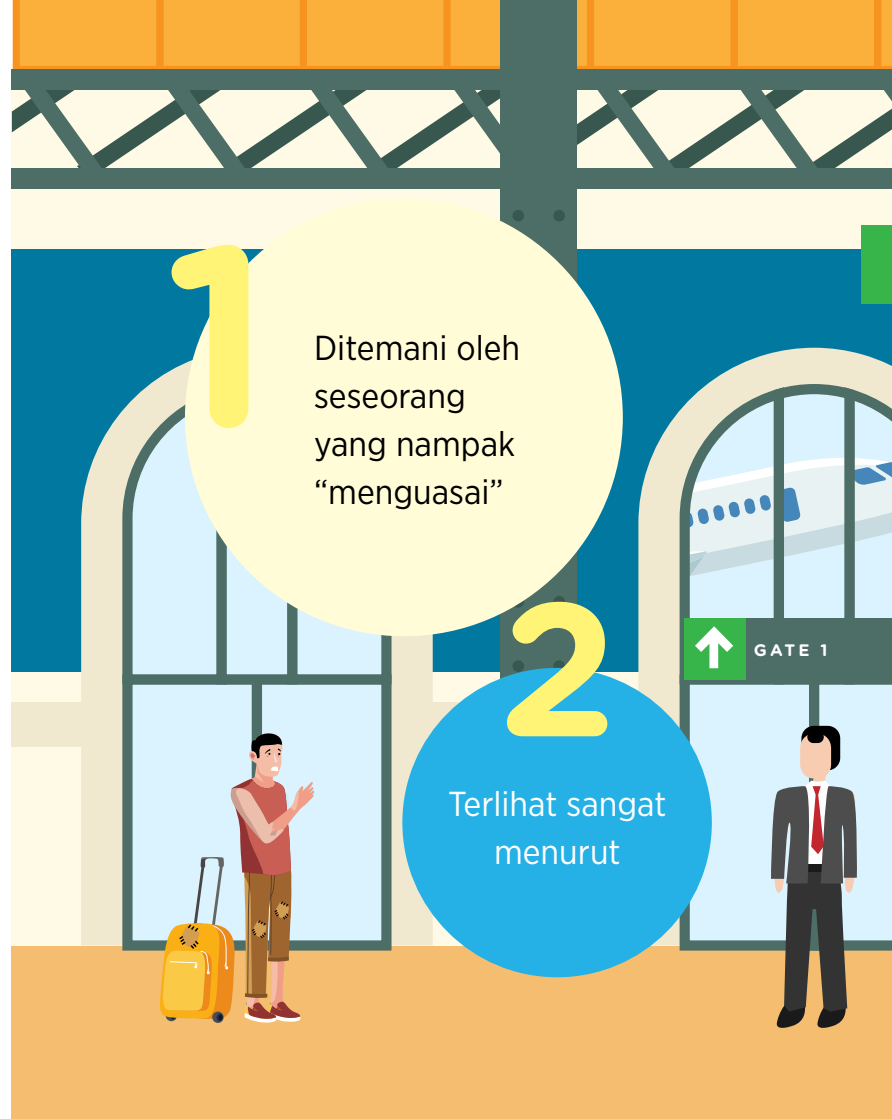 1
Ditemani oleh
seseorang
yang nampak
“menguasai”
2
GATE 1
Terlihat sangat
menurut